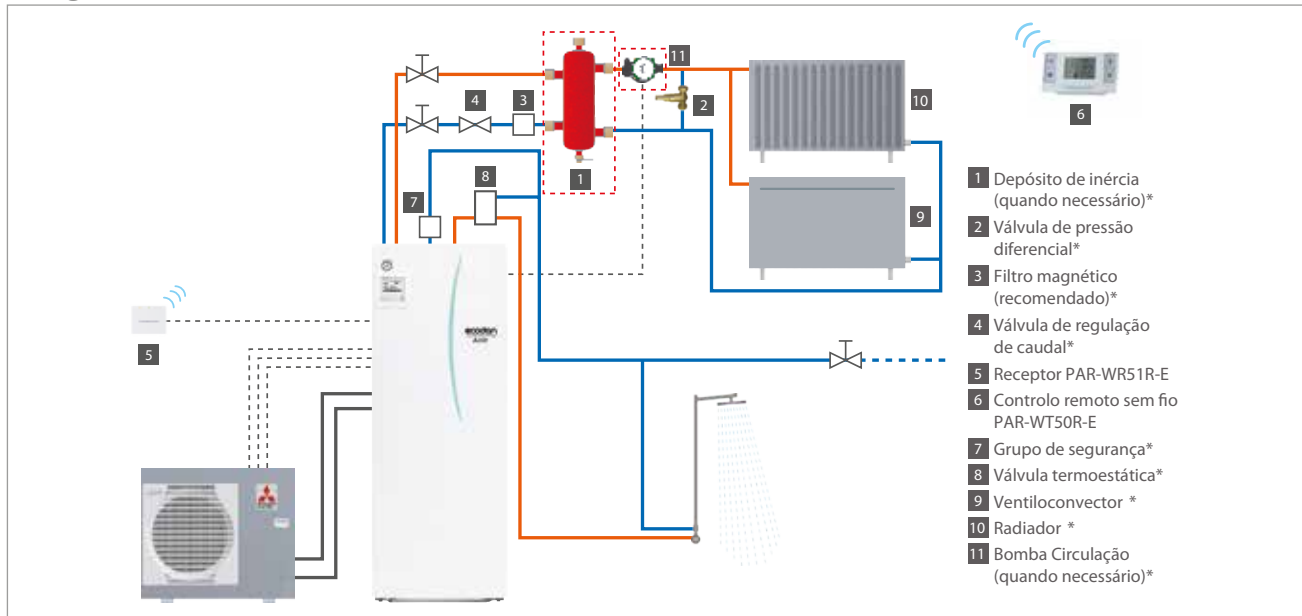 11
4
3
2
10
6
1
8
7
9
5
ecodan
1 Depósito de inércia
(quando necessário)*
2 Válvula de pressão
diferencial*
3 Filtro magnético
(recomendado)*
4 Válvula de regulação
de caudal*
5 Receptor PAR-WR51R-E
6 Controlo remoto sem fio
PAR-WT50R-E
7 Grupo de segurança*
8 Válvula termoestática*
9 Ventiloconvector *
10 Radiador *
11 Bomba Circulação
(quando necessário)*